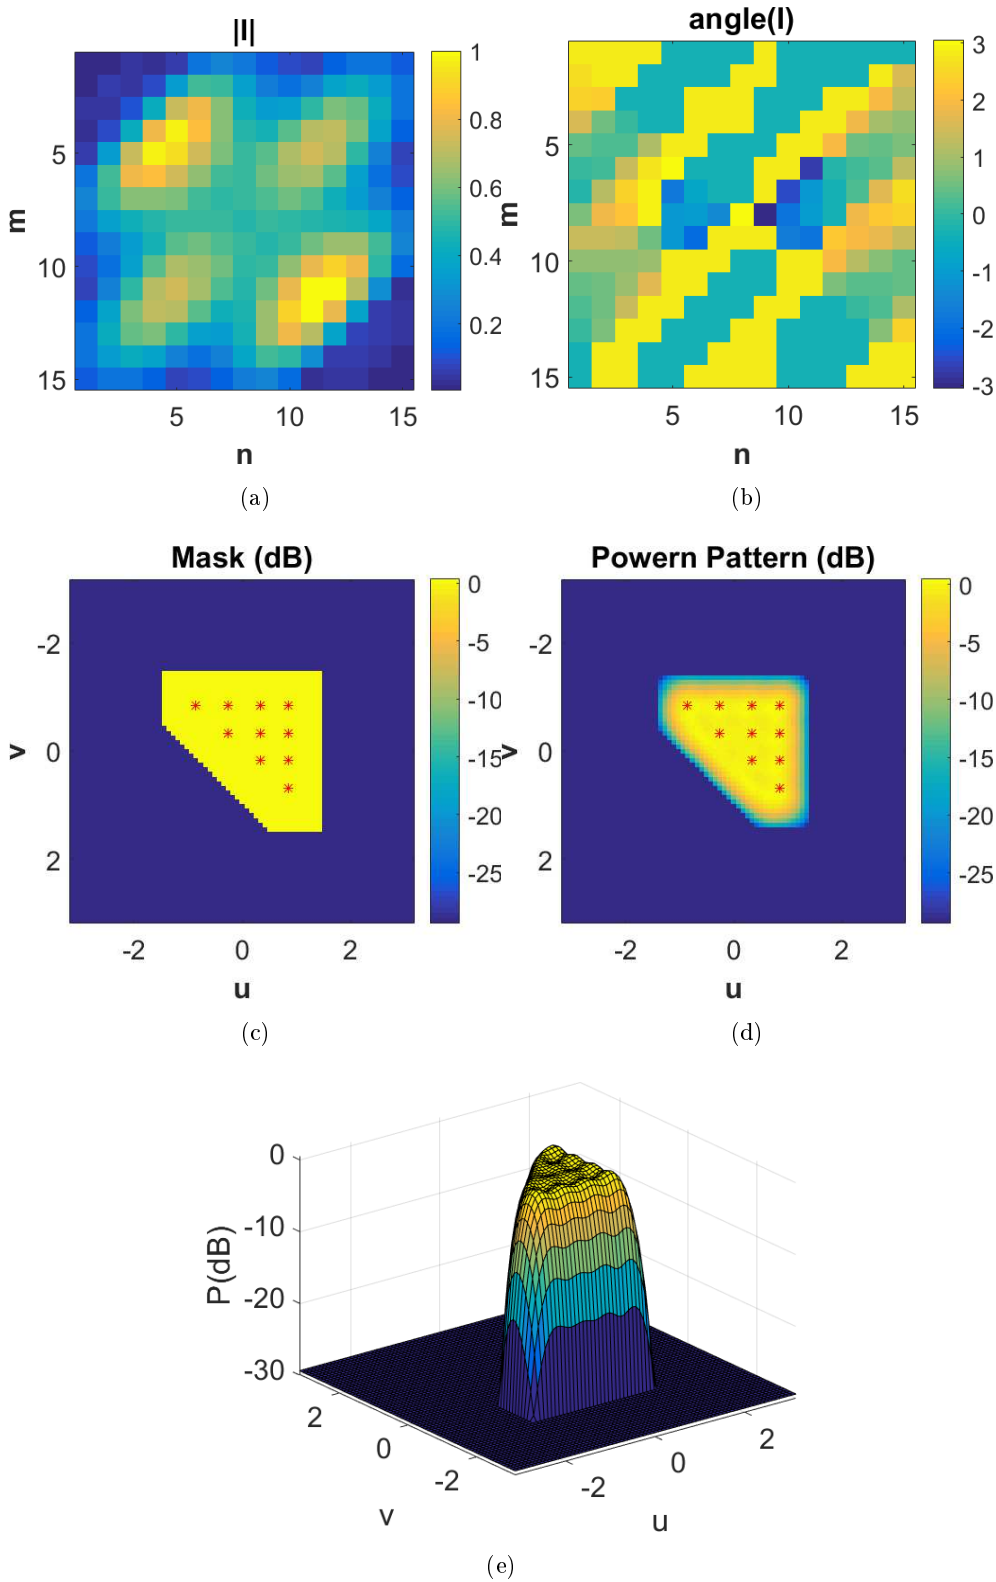 |I|
1
0.8
0.6
0.4
0.2
5
10
15
5
10
15
m
n
(a)
angle(I)
3
2
1
0
-1
-2
-3
5
10
15
5
10
15
m
n
(b)
Mask (dB)
0
-5
-10
-15
-20
-25
-2
0
2
-2
0
2
v
u
(c)
Powern Pattern (dB)
0
-5
-10
-15
-20
-25
-2
0
2
-2
0
2
v
u
(d)
0
-10
-20
-30
P(dB)
2
0
-2
v
-2
0
2
u
(e)